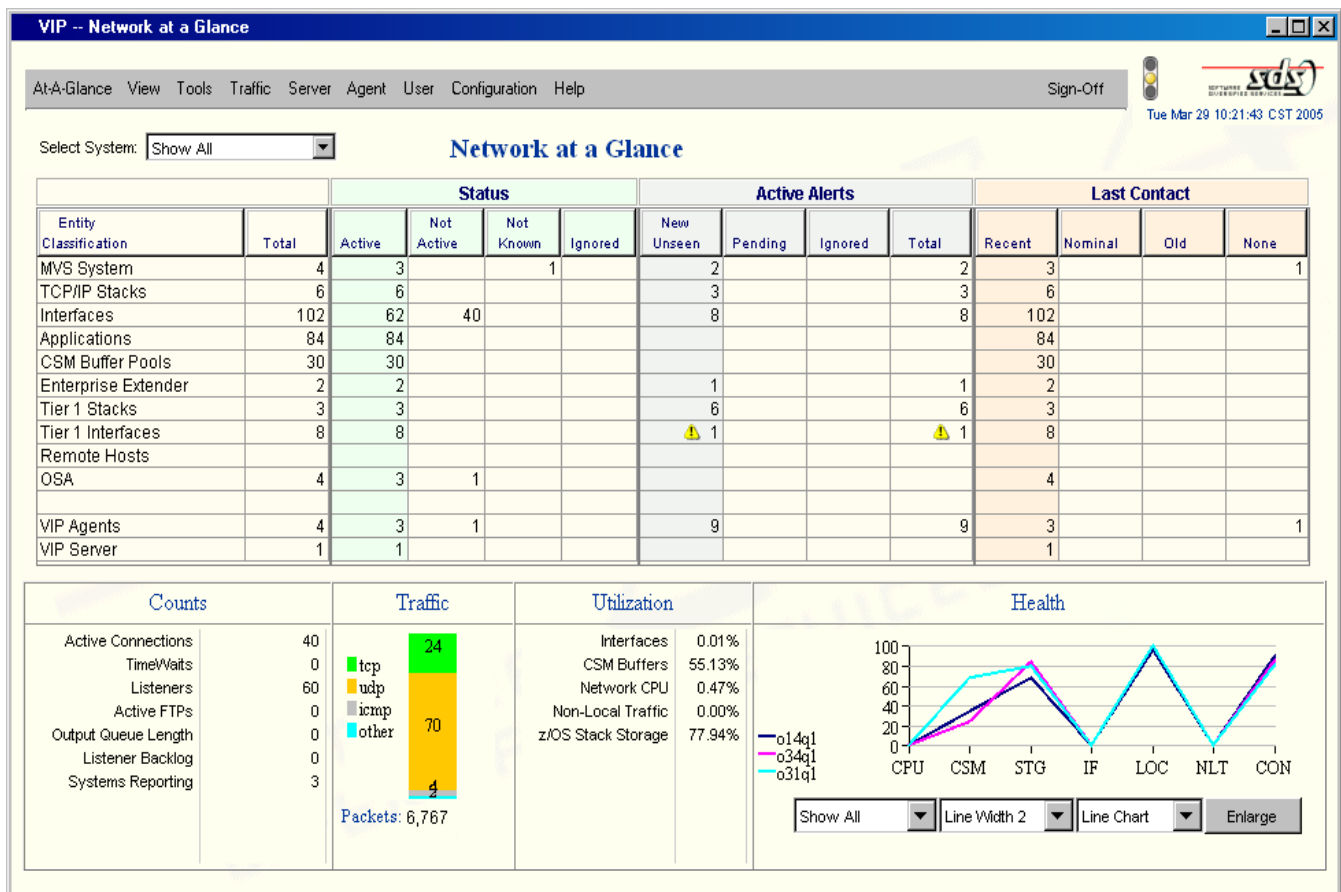 VIP -- Network at a Glance
At-A-Glance View Tools Traffic Server Agent User Configuration Help Sign-Off
sds
SOFTWARE DIVERSIFIED SERVICES
Tue Mar 29 10:21:43 CST 2005
Select System: Show All
Network at a Glance
Status Active Alerts Last Contact
Entity Classification Total Active Not Active Not Known Ignored New Unseen Pending Ignored Total Recent Nominal Old None
MVS System 4 3 1 2 2 3 1
TCP/IP Stacks 6 6 3 3 6
Interfaces 102 62 40 8 8 102
Applications 84 84 84
CSM Buffer Pools 30 30 30
Enterprise Extender 2 2 1 1 2
Tier 1 Stacks 3 3 6 6 3
Tier 1 Interfaces 8 8 1 1 8
Remote Hosts
OSA 4 3 1 4
VIP Agents 4 3 1 9 9 3 1
VIP Server 1 1 1
Counts
Active Connections 40
TimeWaits 0
Listeners 60
Active FTPs 0
Output Queue Length 0
Listener Backlog 0
Systems Reporting 3
Traffic
tcp
udp
icmp
other
24
70
4
2
Packets: 6,767
Utilization
Interfaces 0.01%
CSM Buffers 55.13%
Network CPU 0.47%
Non-Local Traffic 0.00%
z/OS Stack Storage 77.94%
Health
100
80
60
40
20
0
o14q1
o34q1
o31q1
CPU CSM STG IF LOC NLT CON
Show All Line Width 2 Line Chart Enlarge